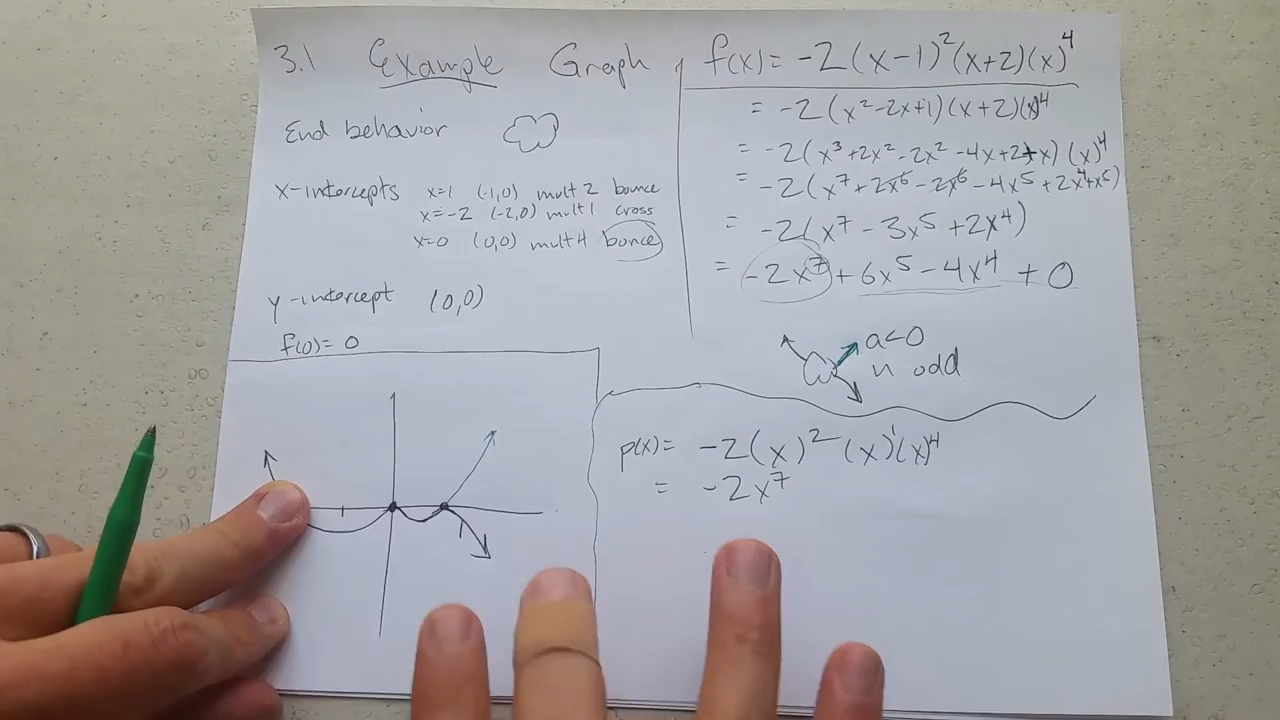 3.1 Example Graph f(x) = -2(x-1)²(x+2)(x)⁴
= -2(x²-2x+1)(x+2)(x)⁴
= -2(x³+2x²-2x²-4x+2+x)(x)⁴
= -2(x⁷+2x⁶-2x⁶-4x⁵+2x⁴+x⁵)
= -2(x⁷-3x⁵+2x⁴)
= -2x⁷+6x⁵-4x⁴+0
a<0
n odd
End behavior
x-intercepts x=1 (-1,0) mult 2 bounce
x=-2 (-2,0) mult 1 cross
x=0 (0,0) mult 4 bounce
y-intercept (0,0)
f(0)=0
p(x)= -2(x)²(x)¹(x)⁴
= -2x⁷